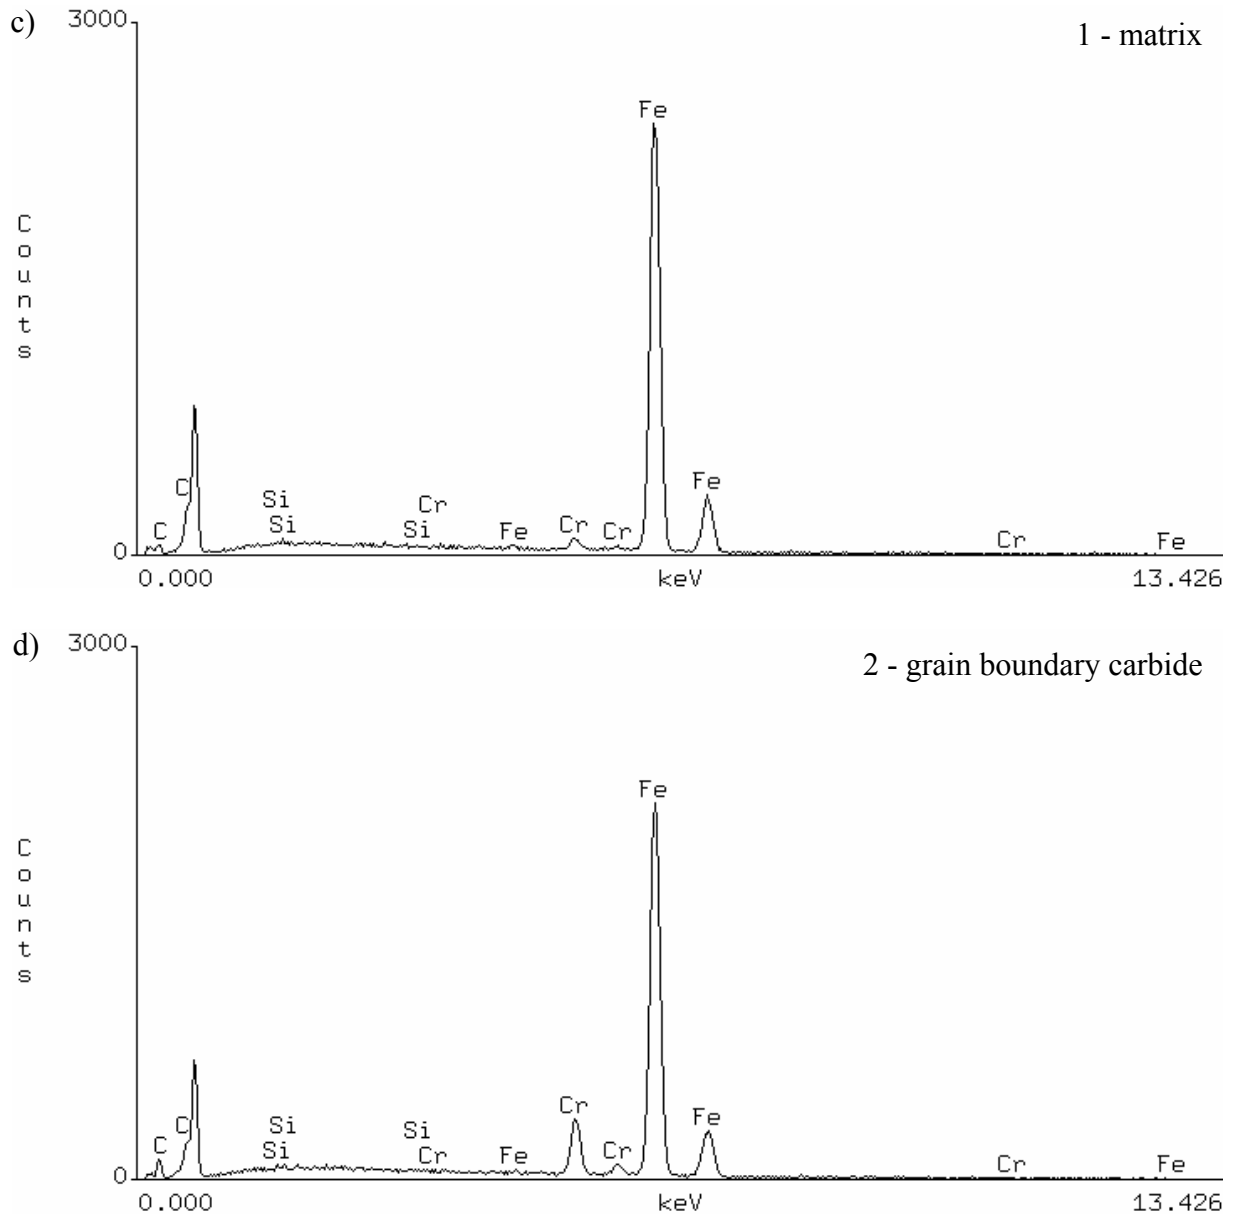 c)
3000
1 - matrix
Fe
Counts
C
Si
Cr
Fe
C
Si
Si
Fe
Cr
Cr
Cr
Fe
0
0.000
keV
13.426
d)
3000
2 - grain boundary carbide
Fe
Counts
Cr
Fe
C
Si
Si
C
Si
Cr
Fe
Cr
Cr
Fe
0
0.000
keV
13.426